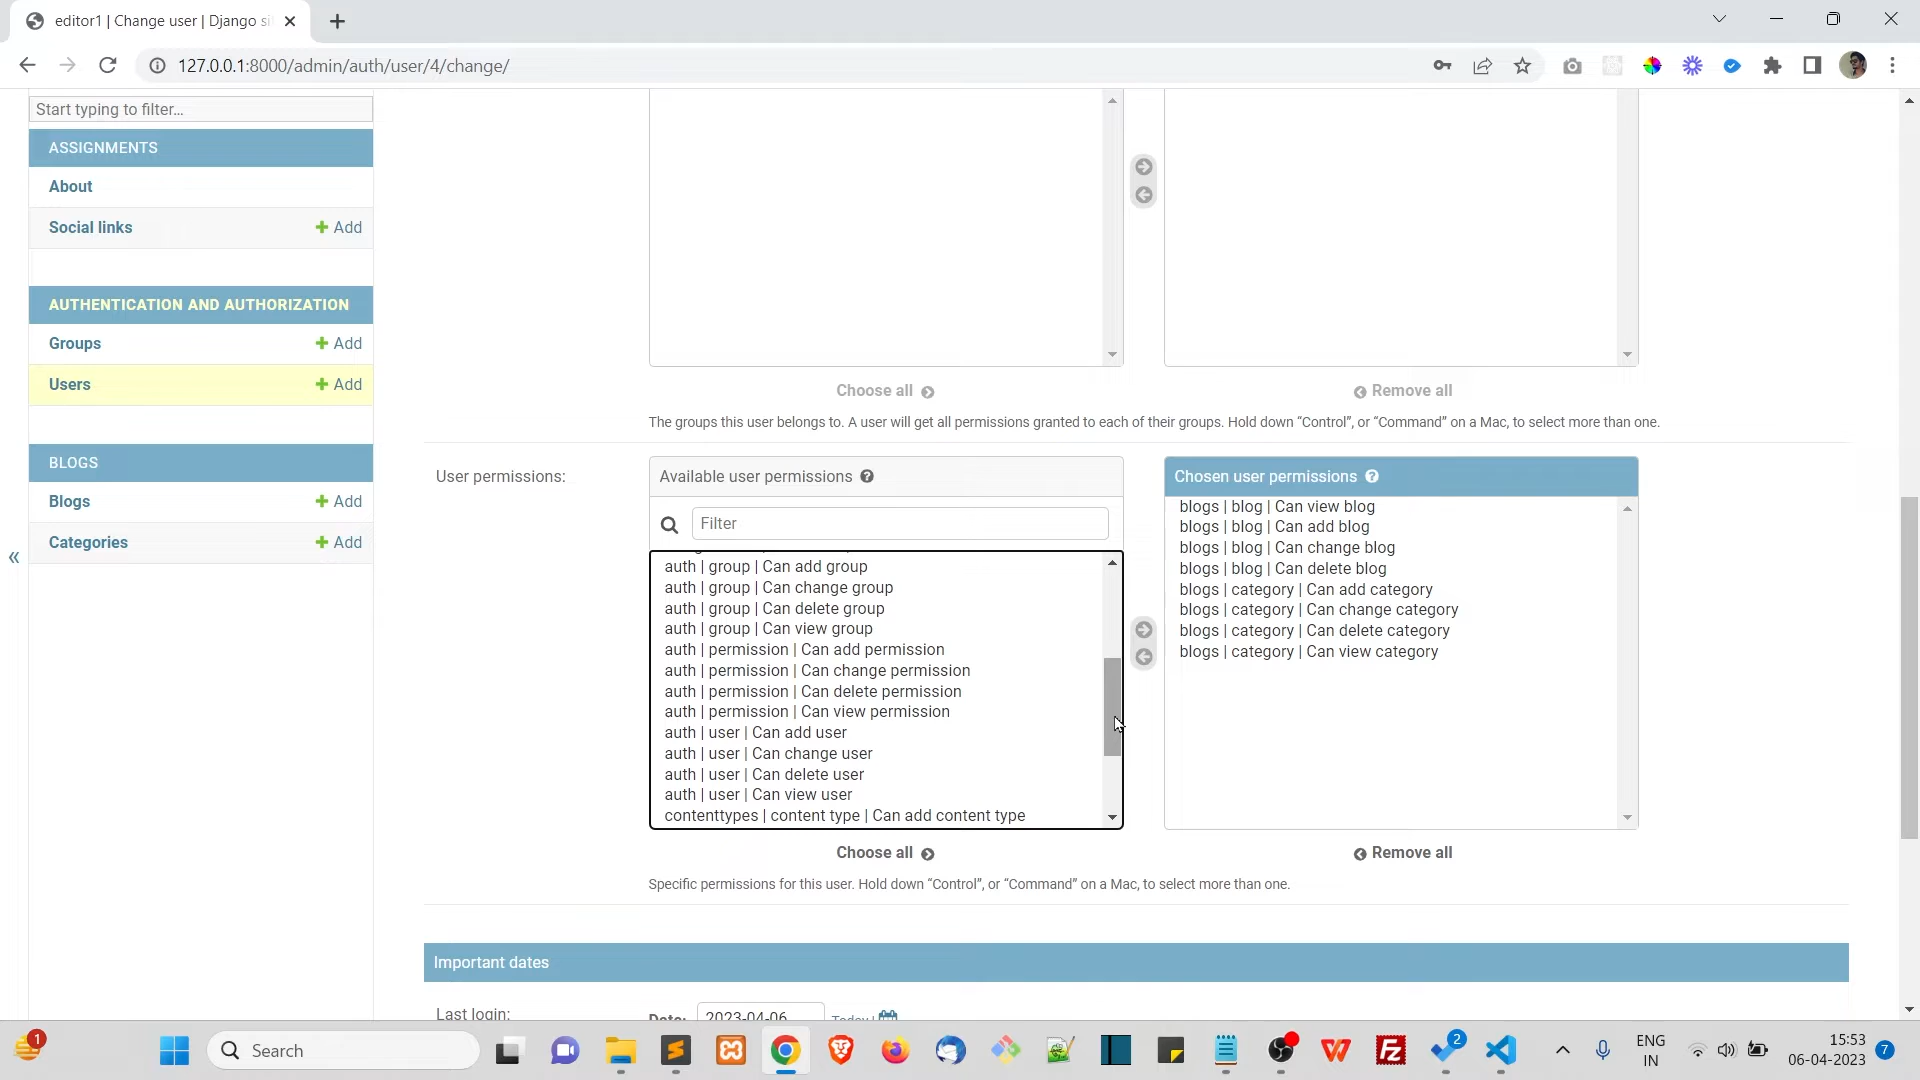 editor1 | Change user | Django si
127.0.0.1:8000/admin/auth/user/4/change/
Start typing to filter...
ASSIGNMENTS
About
Social links
Add
AUTHENTICATION AND AUTHORIZATION
Groups
Add
Users
Add
BLOGS
Blogs
Add
Categories
Add
«
Choose all
Remove all
The groups this user belongs to. A user will get all permissions granted to each of their groups. Hold down “Control”, or “Command” on a Mac, to select more than one.
User permissions:
Available user permissions ?
Filter
auth | group | Can add group
auth | group | Can change group
auth | group | Can delete group
auth | group | Can view group
auth | permission | Can add permission
auth | permission | Can change permission
auth | permission | Can delete permission
auth | permission | Can view permission
auth | user | Can add user
auth | user | Can change user
auth | user | Can delete user
auth | user | Can view user
contenttypes | content type | Can add content type
Choose all
Chosen user permissions ?
blogs | blog | Can view blog
blogs | blog | Can add blog
blogs | blog | Can change blog
blogs | blog | Can delete blog
blogs | category | Can add category
blogs | category | Can change category
blogs | category | Can delete category
blogs | category | Can view category
Remove all
Specific permissions for this user. Hold down “Control”, or “Command” on a Mac, to select more than one.
Important dates
Last login:
Date: 2023-04-06 Today |
1
Search
2
ENG
IN
15:53
06-04-2023
7